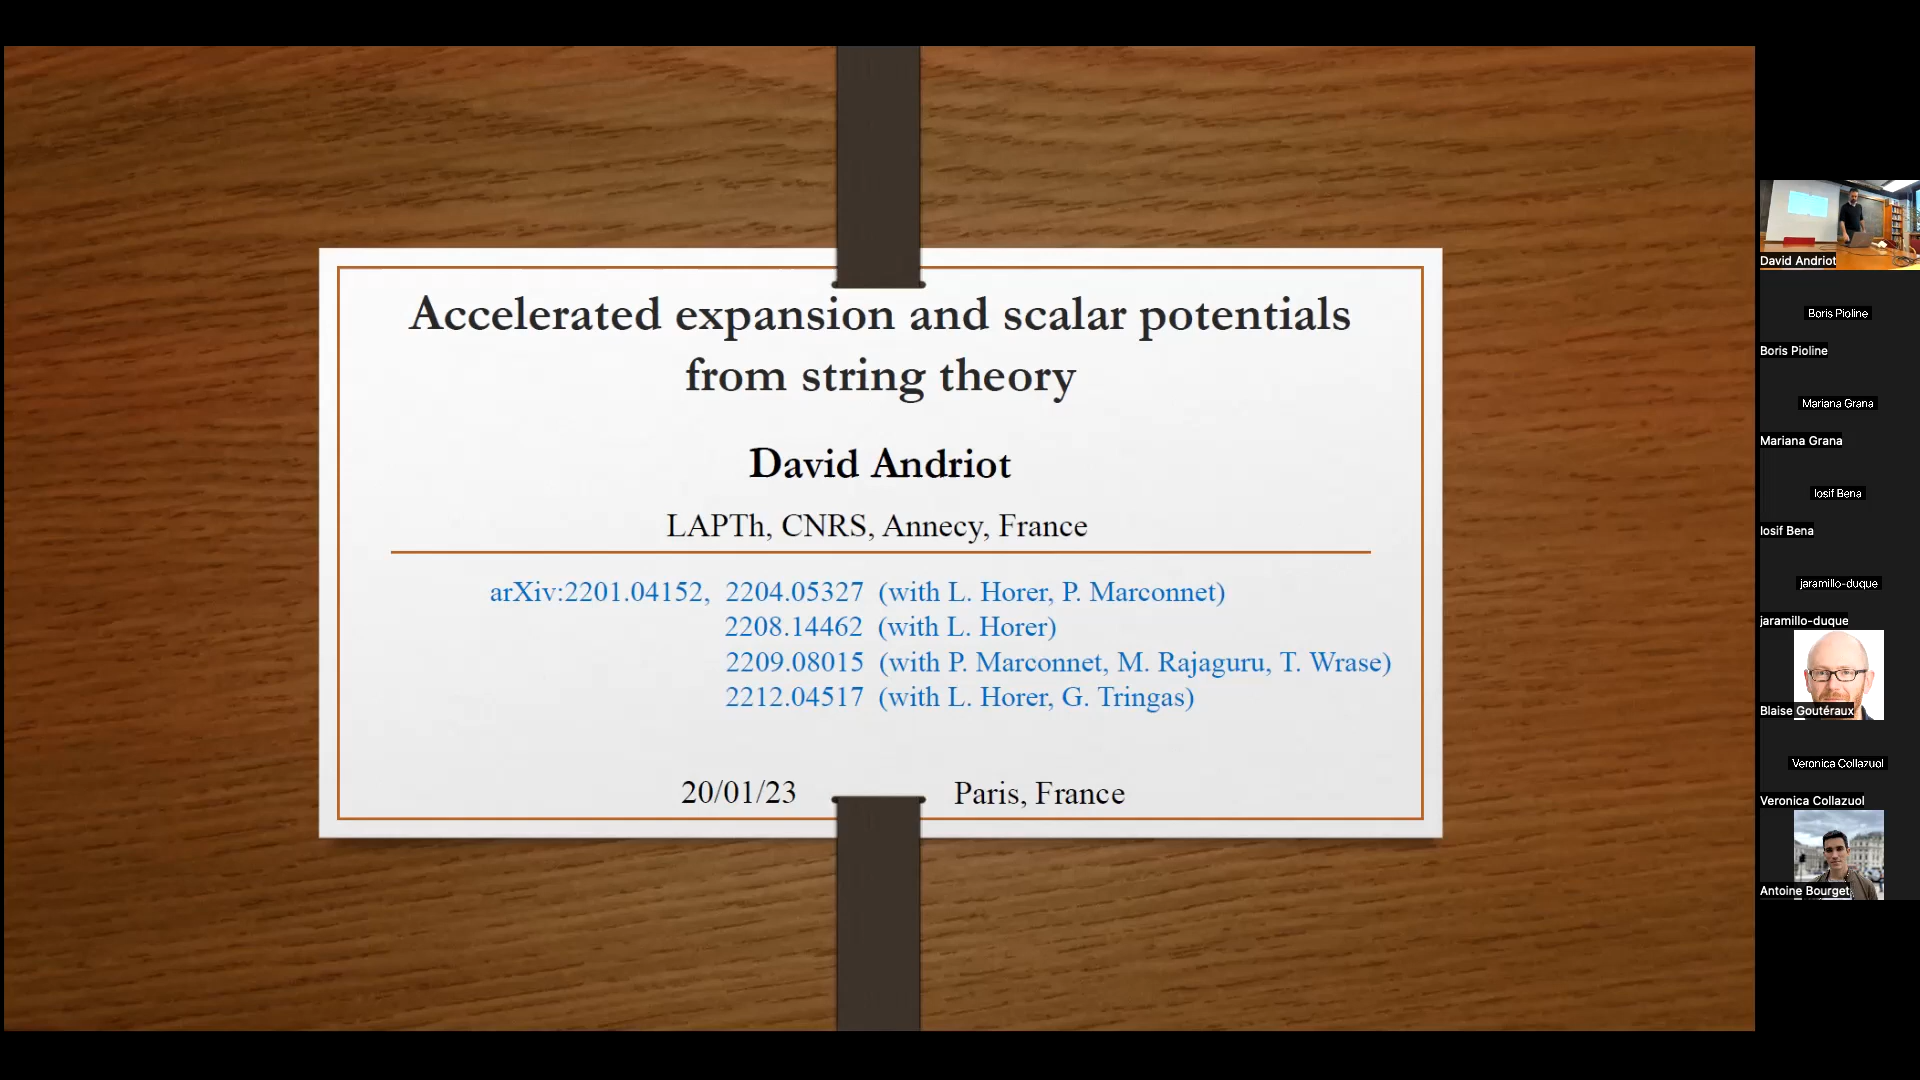 Accelerated expansion and scalar potentials
from string theory
David Andriot
LAPTh, CNRS, Annecy, France
arXiv:2201.04152, 2204.05327 (with L. Horer, P. Marconnet)
2208.14462 (with L. Horer)
2209.08015 (with P. Marconnet, M. Rajaguru, T. Wrase)
2212.04517 (with L. Horer, G. Tringas)
20/01/23 Paris, France
David Andriot
Boris Pioline
Boris Pioline
Mariana Grana
Mariana Grana
Iosif Bena
Iosif Bena
jaramillo-duque
jaramillo-duque
Blaise Goutéraux
Veronica Collazuol
Veronica Collazuol
Antoine Bourget